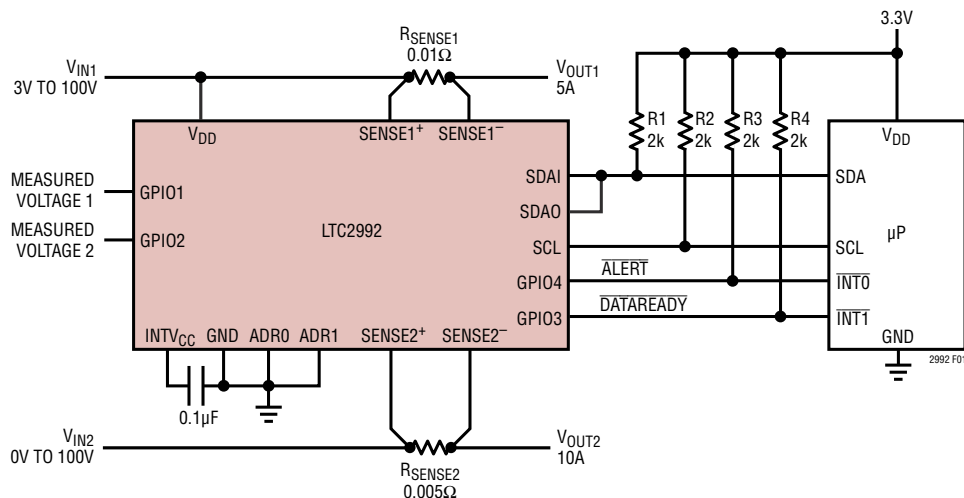 3.3V
RSENSE1
0.01Ω
VIN1
3V TO 100V
VOUT1
5A
R1
2k
R2
2k
R3
2k
R4
2k
VDD
SENSE1+
SENSE1−
VDD
MEASURED
VOLTAGE 1
GPIO1
SDAI
SDA
SDAO
MEASURED
VOLTAGE 2
GPIO2
LTC2992
µP
SCL
SCL
GPIO4
ALERT
INT0
GPIO3
DATAREADY
INT1
INTVCC
GND
ADR0
ADR1
SENSE2+
SENSE2−
GND
2992 F01
0.1µF
VIN2
0V TO 100V
VOUT2
10A
RSENSE2
0.005Ω